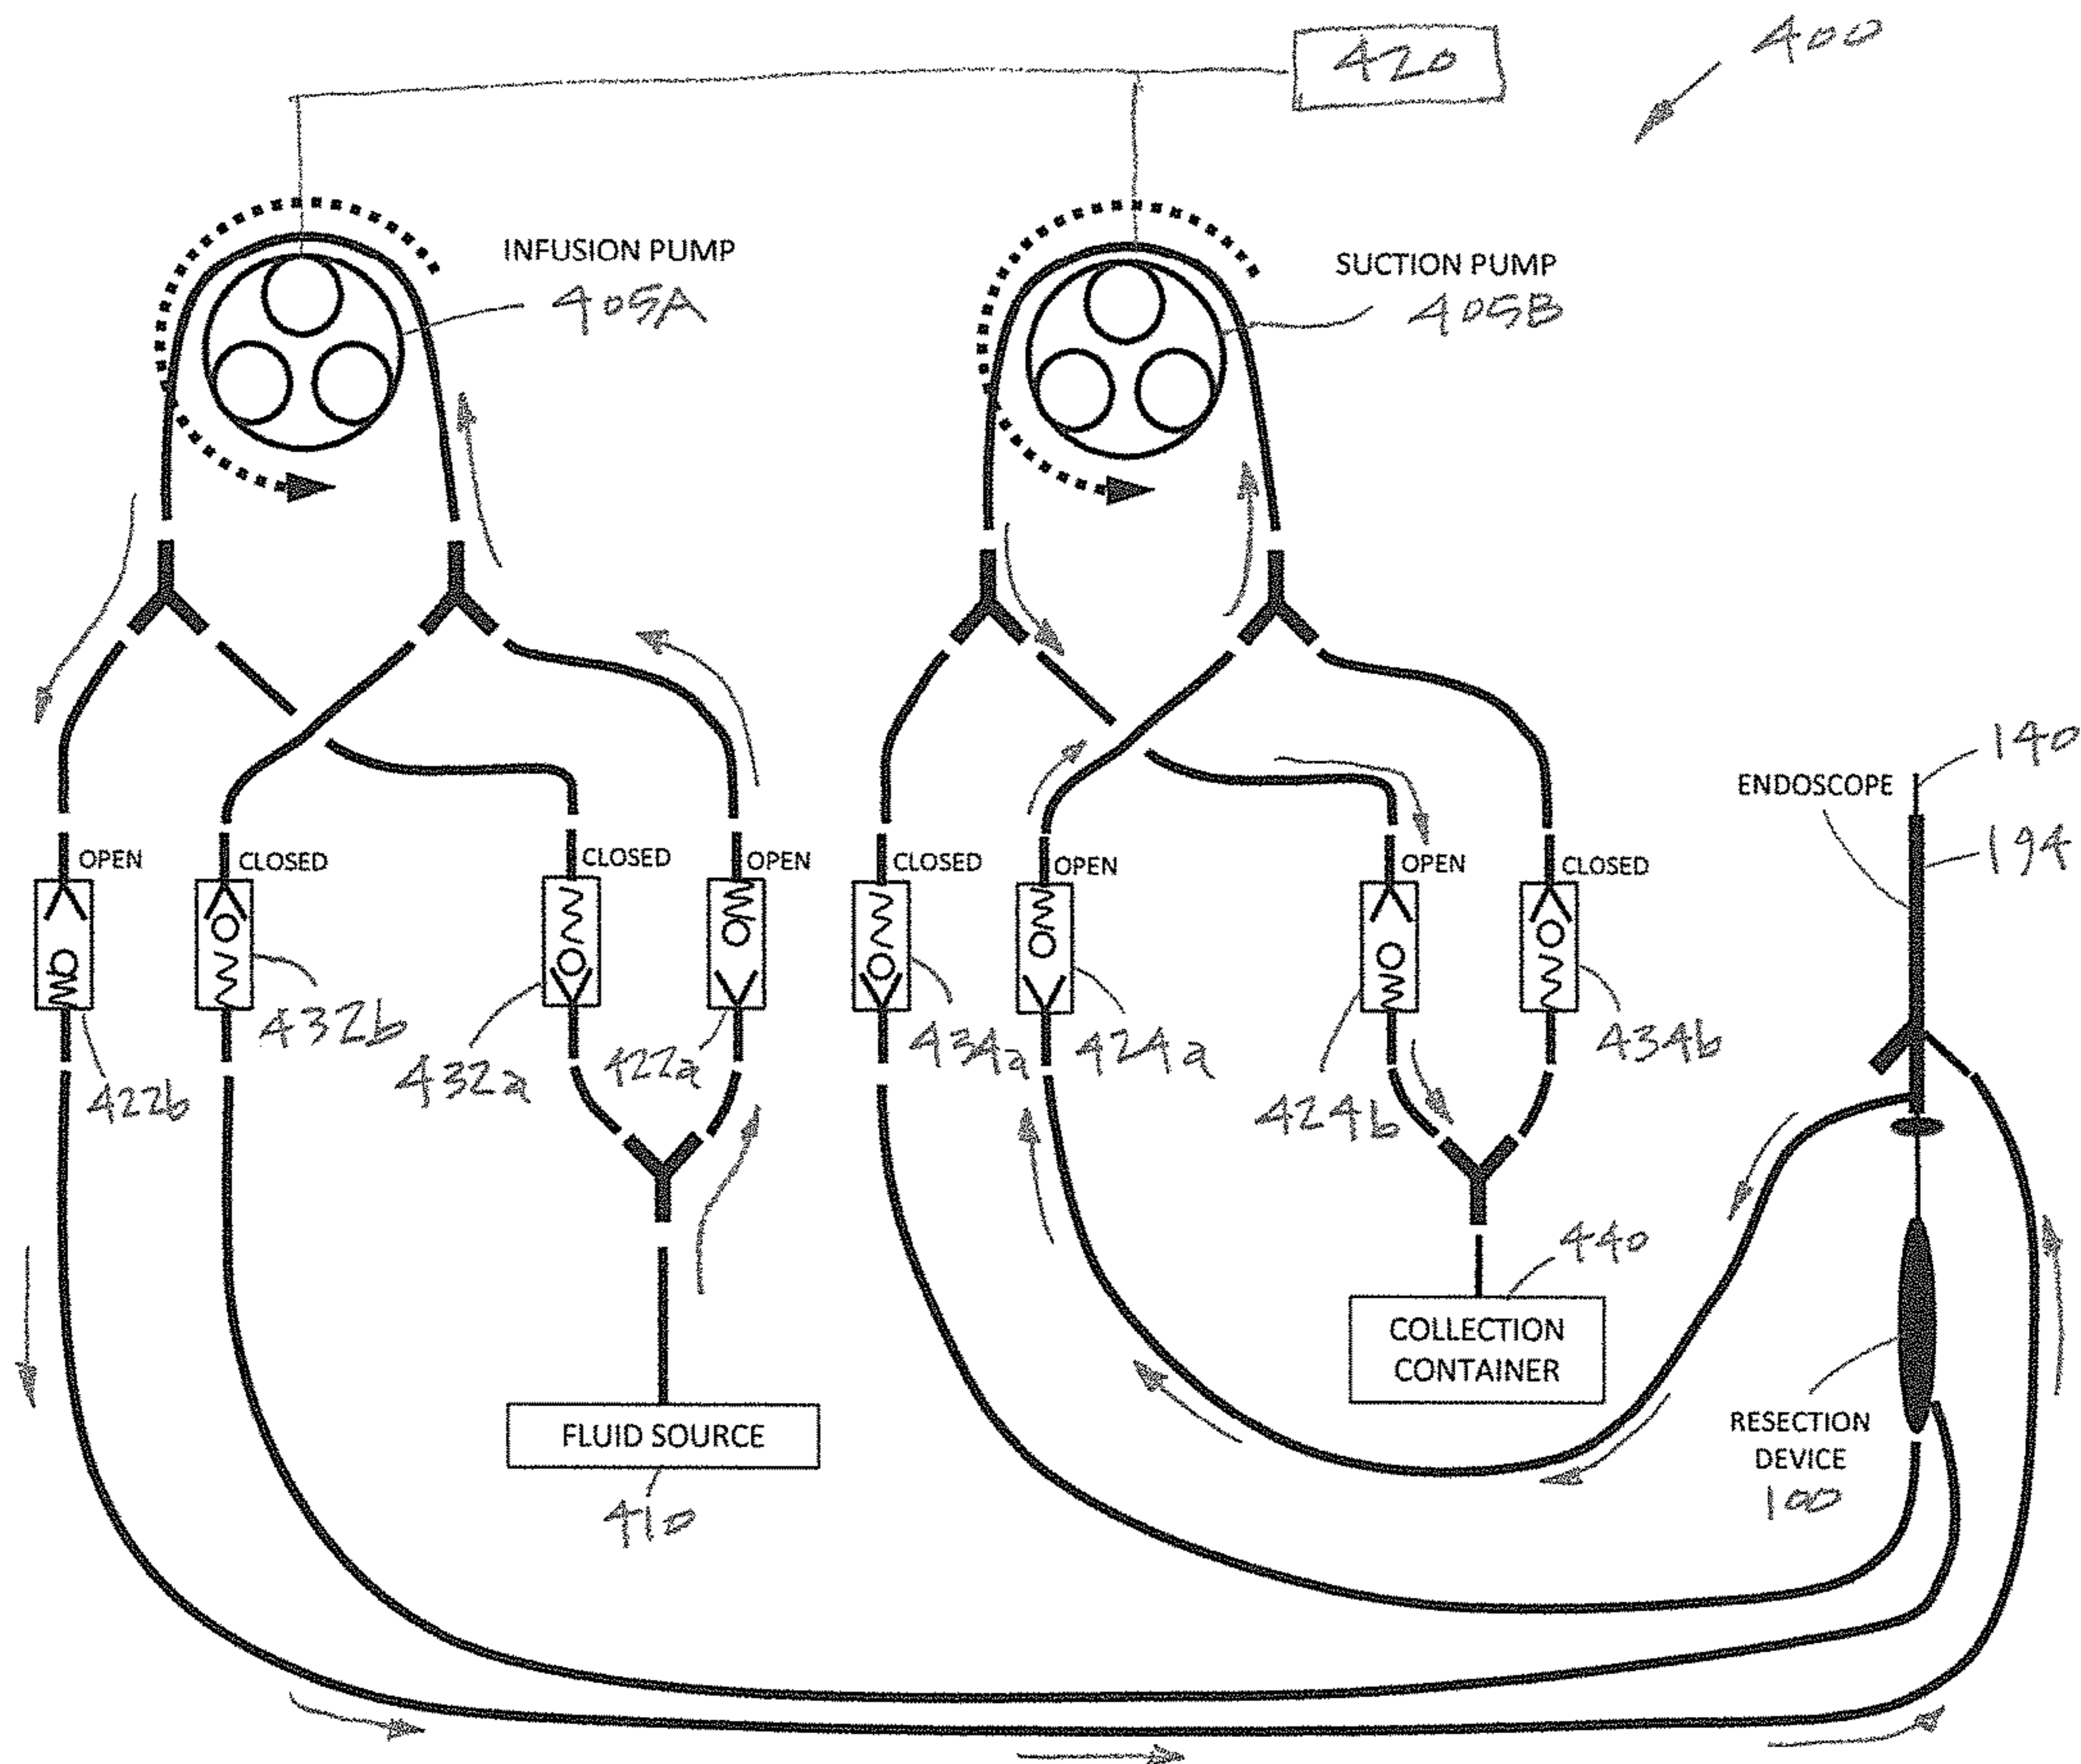 420
400
INFUSION PUMP
405A
SUCTION PUMP
405B
140
ENDOSCOPE
194
OPEN
CLOSED
CLOSED
OPEN
CLOSED
OPEN
OPEN
CLOSED
432b
432a
422a
434a
424a
434b
422b
424b
440
COLLECTION
CONTAINER
FLUID SOURCE
410
RESECTION
DEVICE
100